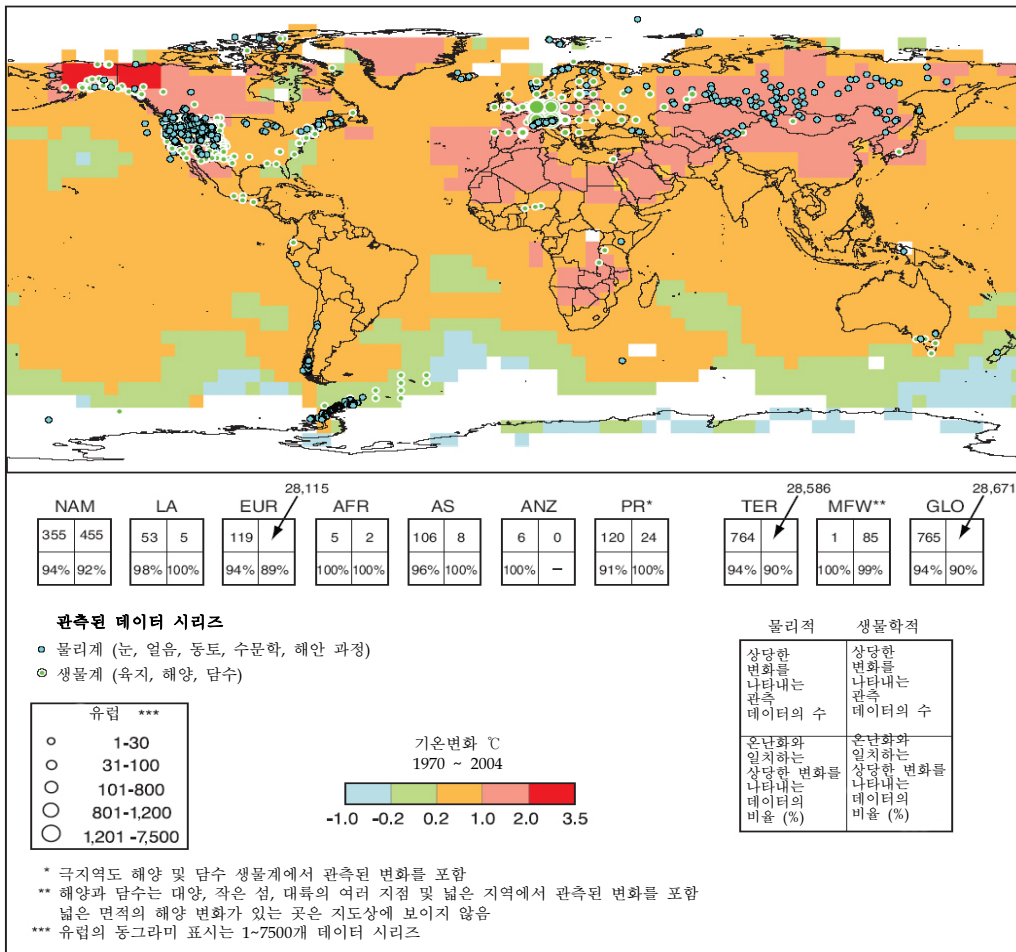 28,115
28,586
28,671
NAM LA EUR AFR AS ANZ PR* TER MFW** GLO
355 455 53 5 119 5 2 106 8 6 0 120 24 764 1 85 765
94% 92% 98% 100% 94% 89% 100% 100% 96% 100% 100% – 91% 100% 94% 90% 100% 99% 94% 90%
관측된 데이터 시리즈
물리계 (눈, 얼음, 동토, 수문학, 해안 과정)
생물계 (육지, 해양, 담수)
유럽 ***
1-30
31-100
101-800
801-1,200
1,201 -7,500
기온변화 ℃
1970 ~ 2004
-1.0 -0.2 0.2 1.0 2.0 3.5
물리적 생물학적
상당한
변화를
나타내는
관측
데이터의 수
상당한
변화를
나타내는
관측
데이터의 수
온난화와
일치하는
상당한 변화를
나타내는
데이터의
비율 (%)
온난화와
일치하는
상당한 변화를
나타내는
데이터의
비율 (%)
* 극지역도 해양 및 담수 생물계에서 관측된 변화를 포함
** 해양과 담수는 대양, 작은 섬, 대륙의 여러 지점 및 넓은 지역에서 관측된 변화를 포함
넓은 면적의 해양 변화가 있는 곳은 지도상에 보이지 않음
*** 유럽의 동그라미 표시는 1~7500개 데이터 시리즈